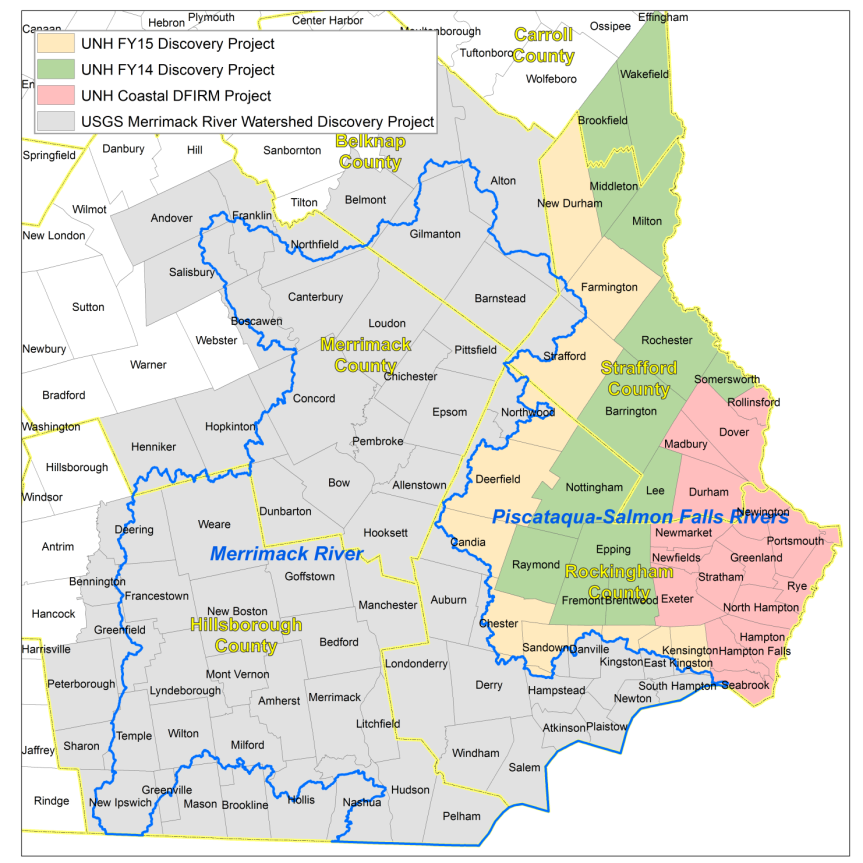 Canaan
Hebron
Plymouth
Center Harbor
Moultonborough
Ossipee
Effingham
Tuftonboro
Carroll
County
Wolfeboro
Wakefield
UNH FY15 Discovery Project
UNH FY14 Discovery Project
UNH Coastal DFIRM Project
USGS Merrimack River Watershed Discovery Project
En
Brookfield
Springfield
Danbury
Hill
Sanbornton
Belknap
County
Wilmot
Tilton
Belmont
Alton
Middleton
New Durham
Andover
Franklin
Milton
New London
Northfield
Gilmanton
Salisbury
Farmington
Sutton
Canterbury
Barnstead
Boscawen
Loudon
Webster
Rochester
Newbury
Merrimack
County
Pittsfield
Strafford
Warner
Strafford
County
Chichester
Somersworth
Bradford
Concord
Rollinsford
Epsom
Northwood
Barrington
Washington
Hopkinton
Dover
Henniker
Pembroke
Madbury
Hillsborough
Bow
Allenstown
Deerfield
Nottingham
Lee
Durham
Windsor
Dunbarton
Newington
Piscataqua-Salmon Falls Rivers
Deering
Weare
Hooksett
Newmarket
Portsmouth
Antrim
Merrimack River
Candia
Epping
Newfields
Greenland
Raymond
Rockingham
County
Stratham
Bennington
Goffstown
Rye
Francestown
New Boston
Manchester
Auburn
Fremont
Brentwood
Exeter
North Hampton
Hancock
Greenfield
Hillsborough
County
Chester
Bedford
Hampton
Harrisville
Sandown
Danville
Kensington
Hampton Falls
Londonderry
Kingston
East Kingston
Mont Vernon
Peterborough
Lyndeborough
Derry
Hampstead
South Hampton
Seabrook
Amherst
Merrimack
Newton
Litchfield
Atkinson
Plaistow
Temple
Wilton
Jaffrey
Sharon
Milford
Windham
Salem
Greenville
Hudson
Rindge
New Ipswich
Mason
Brookline
Hollis
Nashua
Pelham